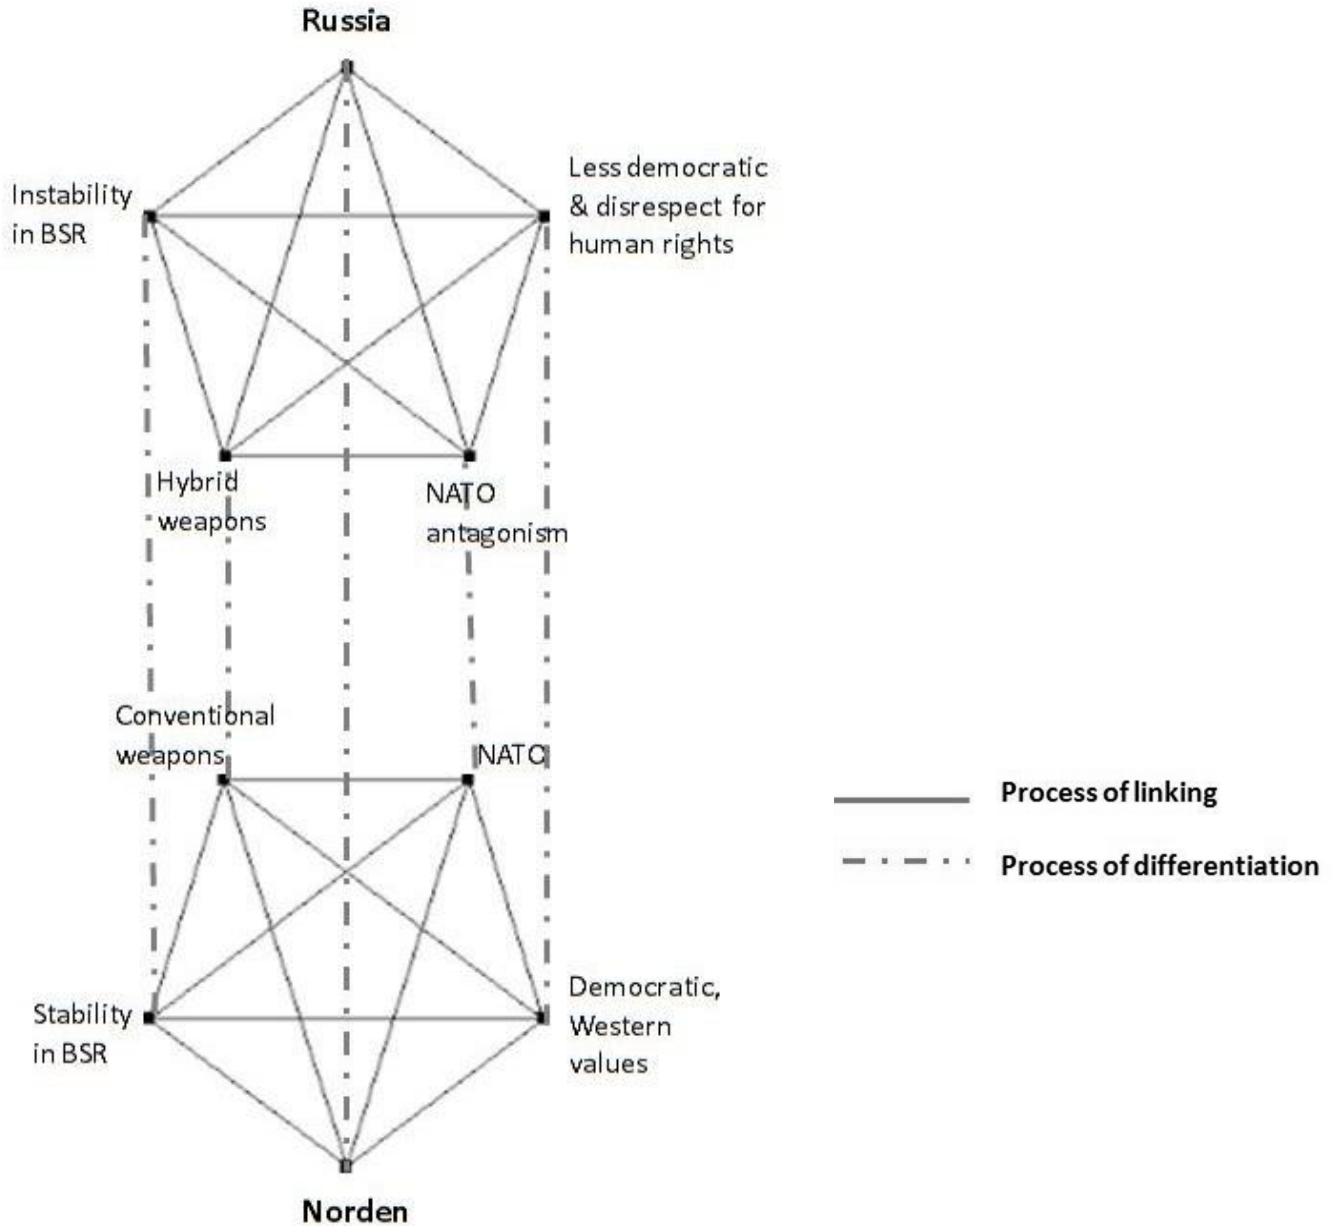 Russia
Instability
in BSR
Less democratic
& disrespect for
human rights
Hybrid
weapons
NATO
antagonism
Conventional
weapons
NATO
Process of linking
Process of differentiation
Stability
in BSR
Democratic,
Western
values
Norden